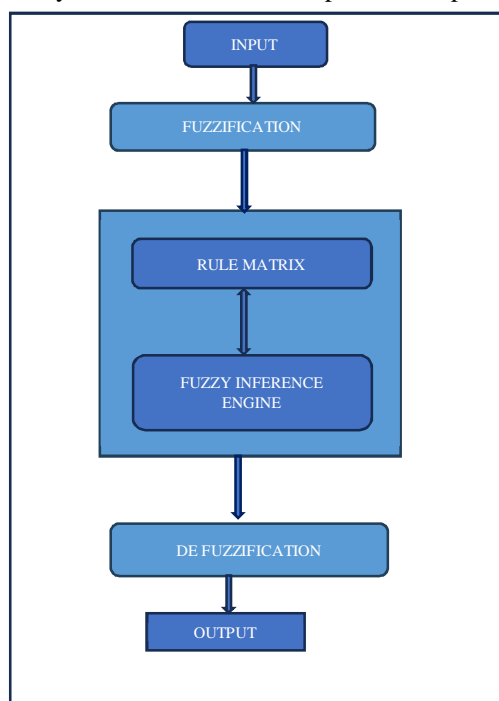 INPUT
FUZZIFICATION
RULE MATRIX
FUZZY INFERENCE
ENGINE
DE FUZZIFICATION
OUTPUT